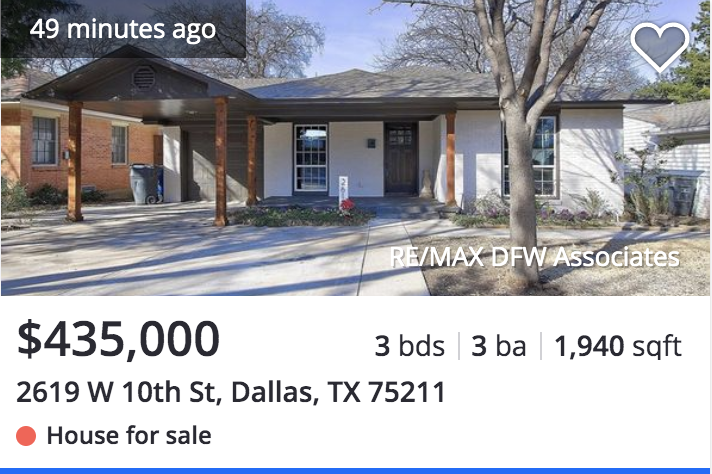 49 minutes ago
RE/MAX DFW Associates
$435,000
3 bds | 3 ba | 1,940 sqft
2619 W 10th St, Dallas, TX 75211
House for sale